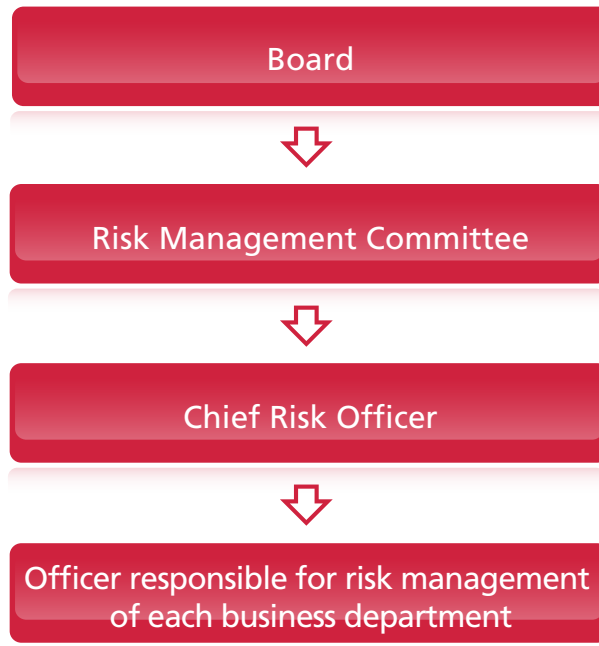 Board
Risk Management Committee
Chief Risk Officer
Officer responsible for risk management
of each business department